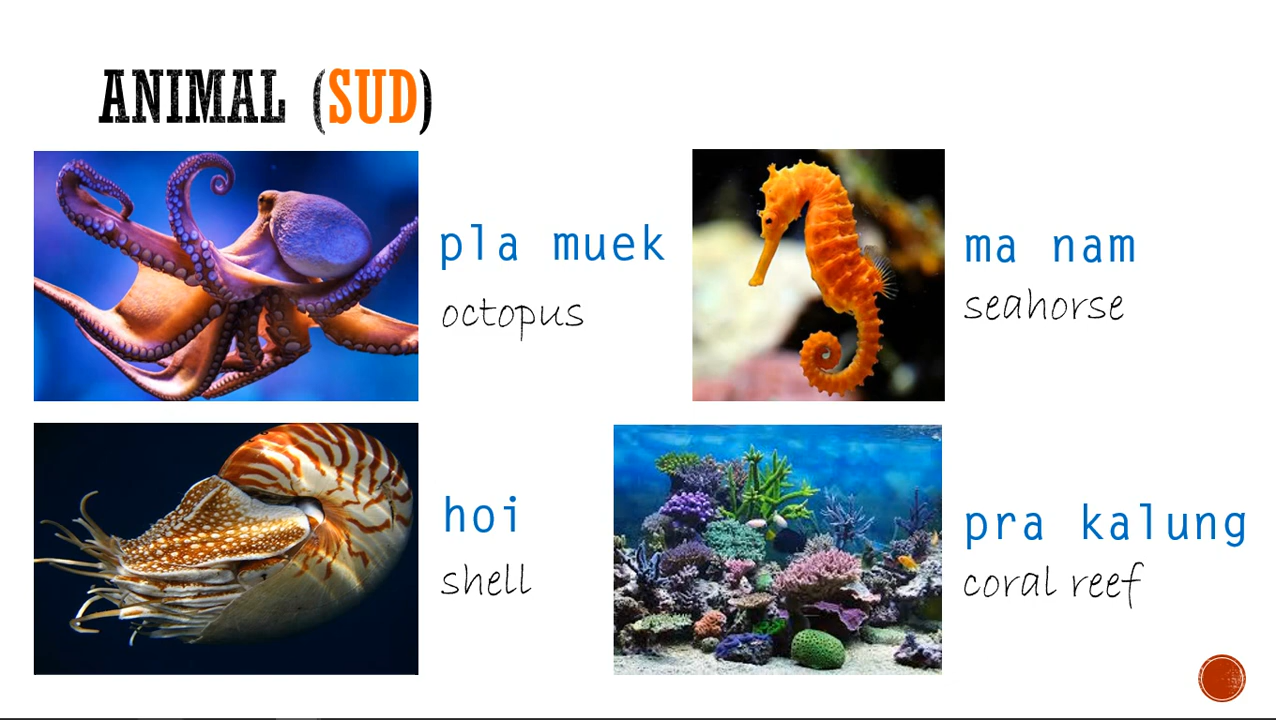 ANIMAL (SUD)
pla muek
octopus
ma nam
seahorse
hoi
shell
pra kalung
coral reef